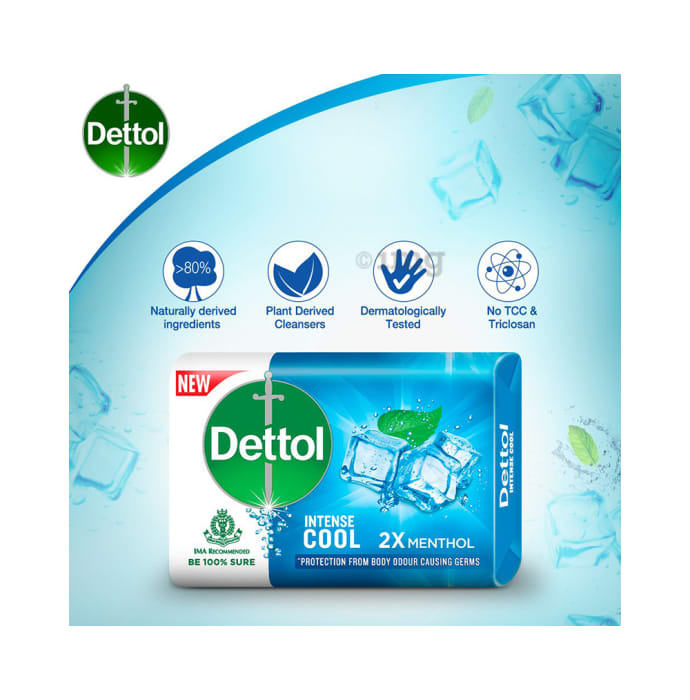 Dettol
>80%
Naturally derived
ingredients
Plant Derived
Cleansers
Dermatologically
Tested
No TCC &
Triclosan
NEW
Dettol
INTENSE
COOL
2X MENTHOL
*PROTECTION FROM BODY ODOUR CAUSING GERMS
IMA RECOMMENDED
BE 100% SURE
Dettol
INTENSE COOL